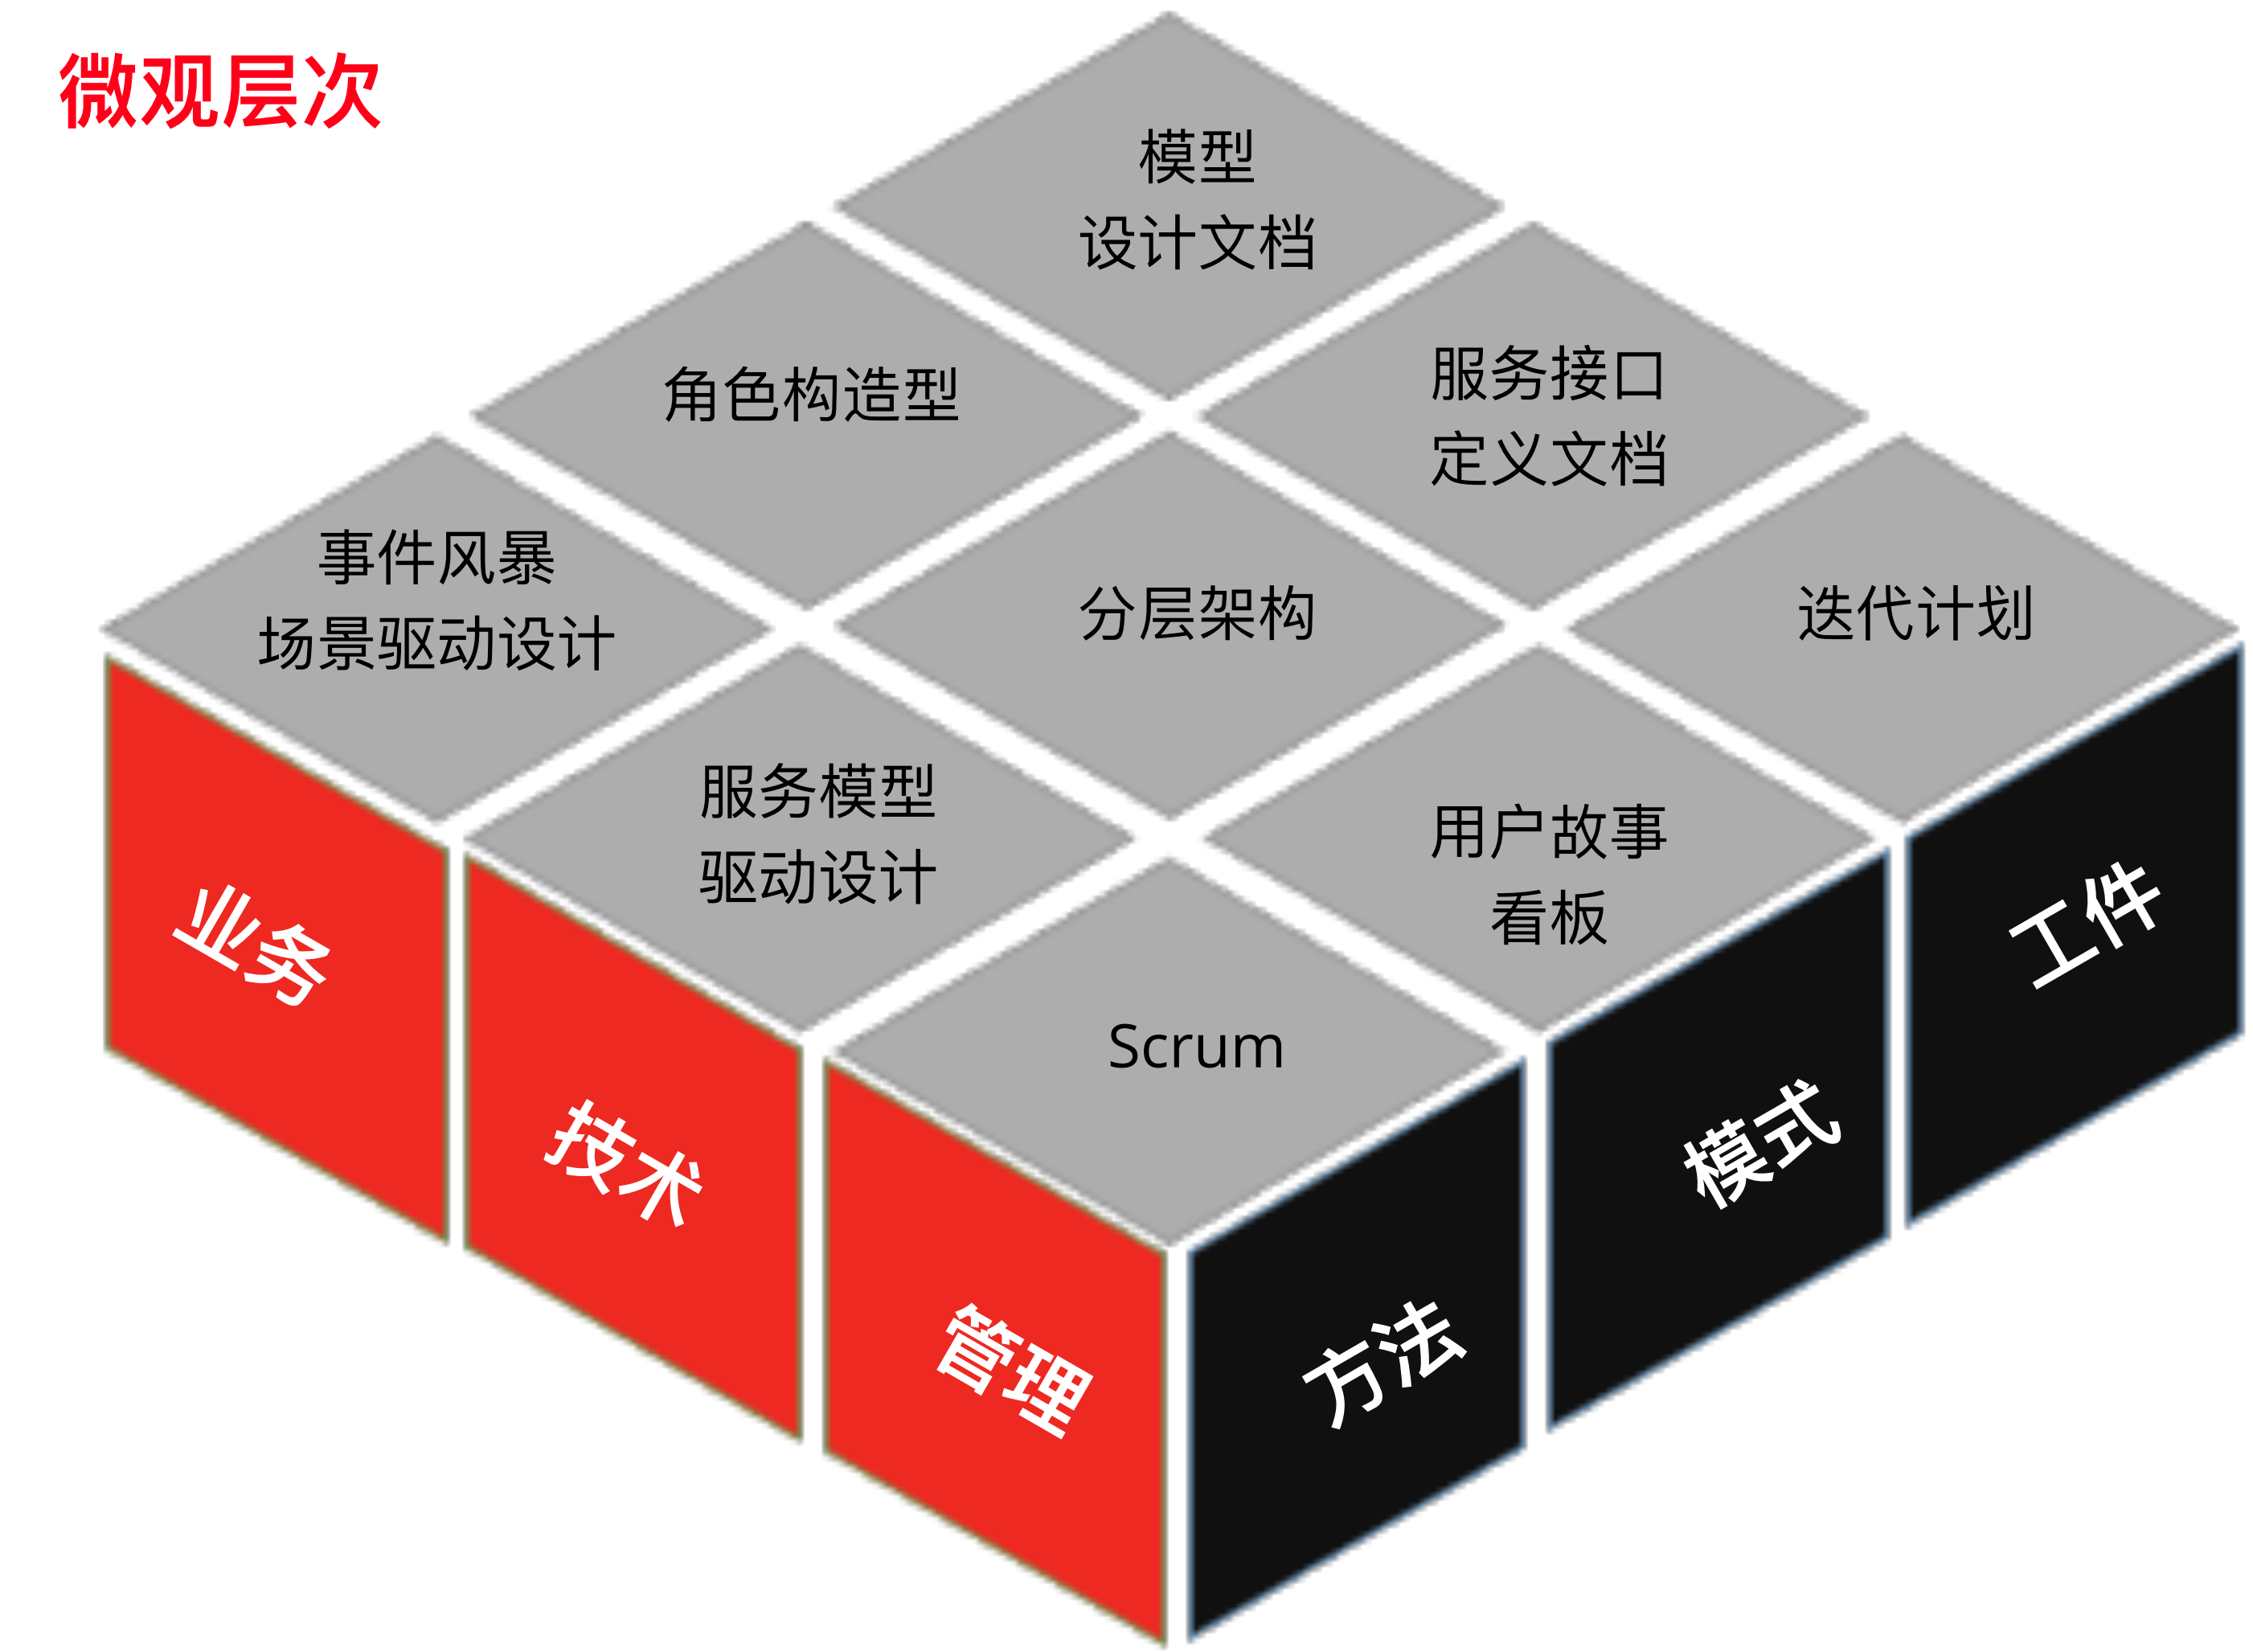 微观层次
模型
设计文档
角色构造型
服务接口
定义文档
事件风暴
场景驱动设计
分层架构
迭代计划
服务模型
驱动设计
用户故事
看板
Scrum
业务
技术
管理
方法
模式
工件